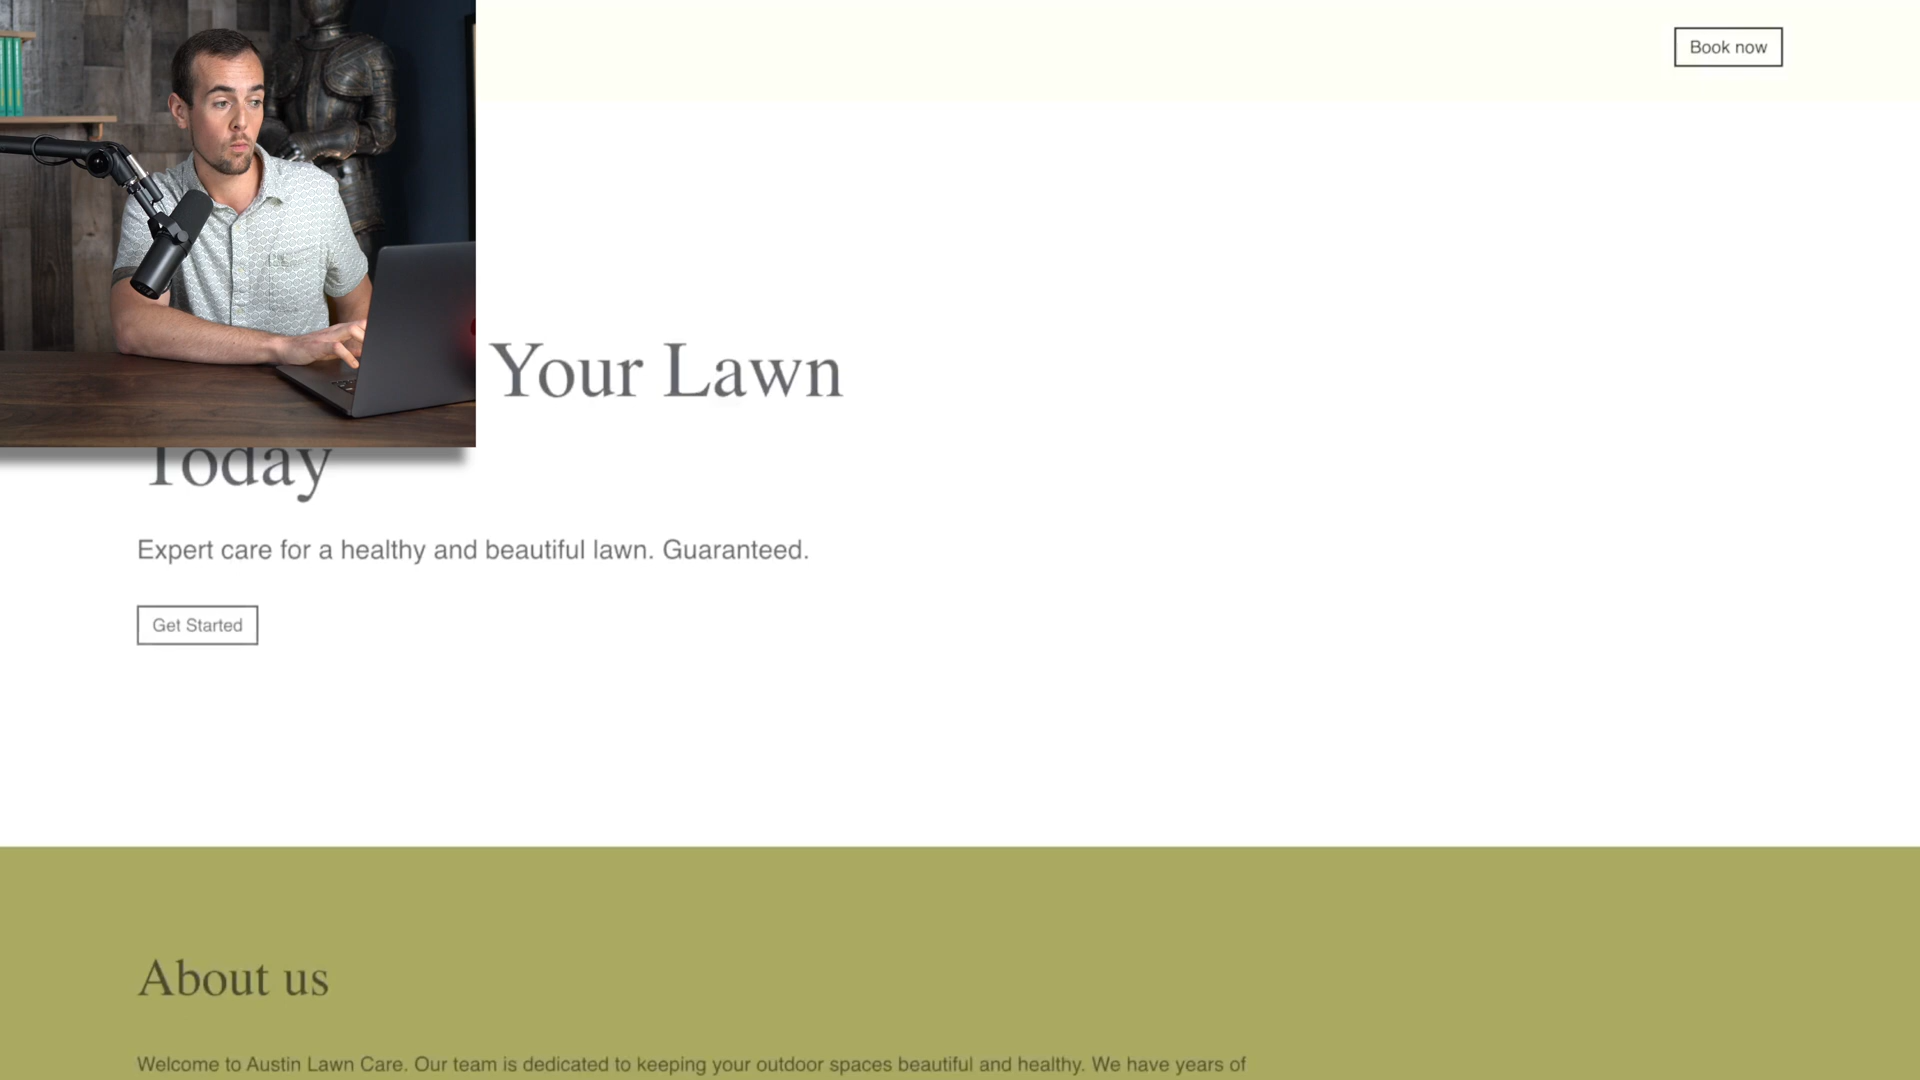 Book now
Your Lawn
Today
Expert care for a healthy and beautiful lawn. Guaranteed.
Get Started
About us
Welcome to Austin Lawn Care. Our team is dedicated to keeping your outdoor spaces beautiful and healthy. We have years of